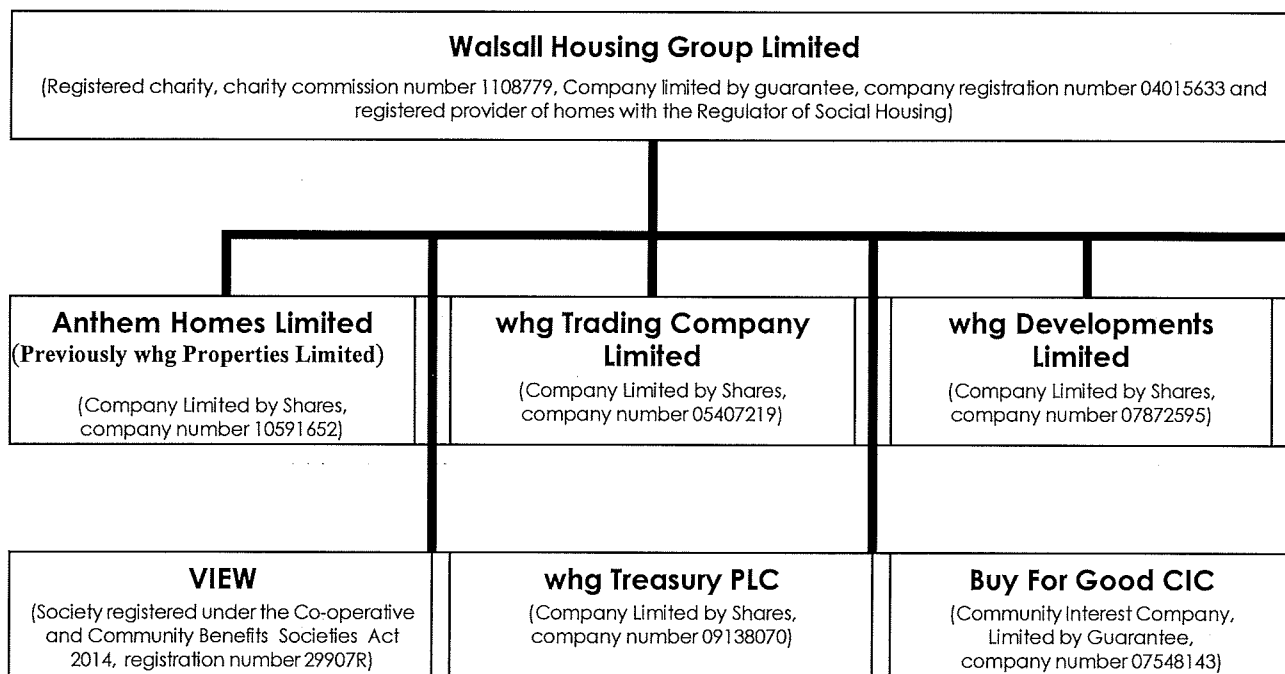 Walsall Housing Group Limited
(Registered charity, charity commission number 1108779, Company limited by guarantee, company registration number 04015633 and
registered provider of homes with the Regulator of Social Housing)
Anthem Homes Limited
(Previously whg Properties Limited)
(Company Limited by Shares,
company number 10591652)
whg Trading Company
Limited
(Company Limited by Shares,
company number 05407219)
whg Developments
Limited
(Company Limited by Shares,
company number 07872595)
VIEW
(Society registered under the Co-operative
and Community Benefits Societies Act
2014, registration number 29907R)
whg Treasury PLC
(Company Limited by Shares,
company number 09138070)
Buy For Good CIC
(Community Interest Company,
Limited by Guarantee,
company number 07548143)